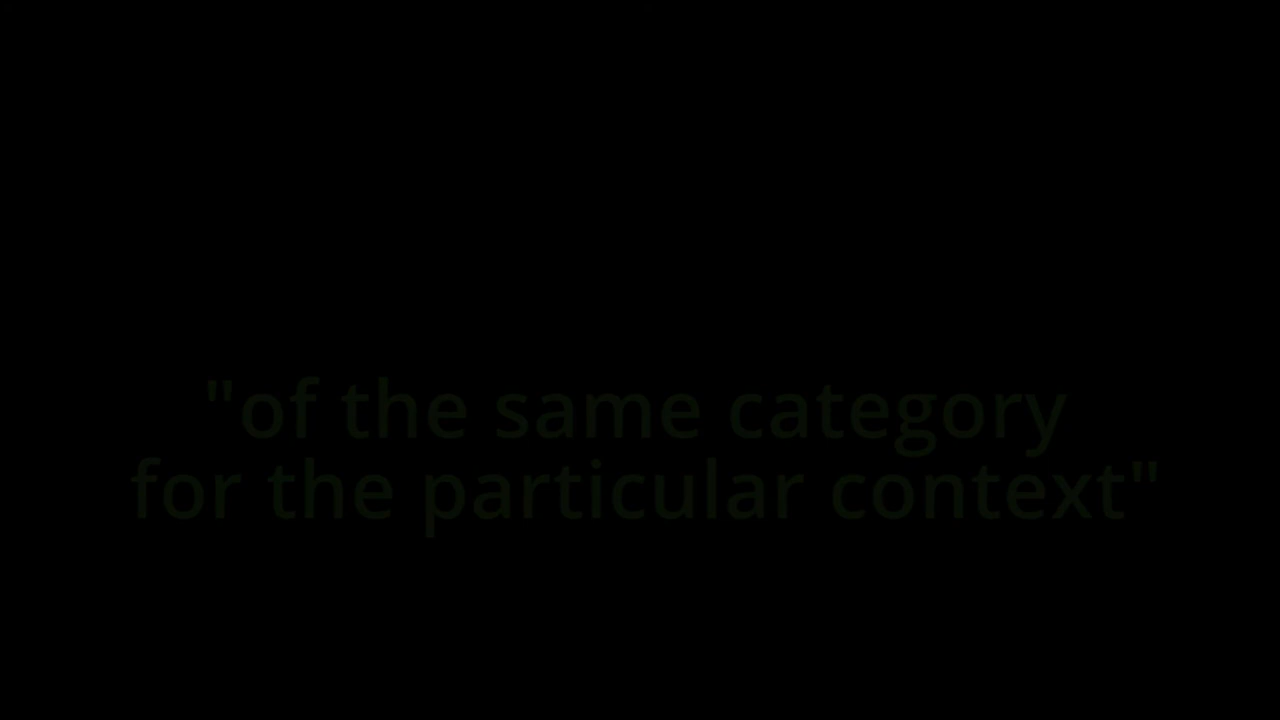 "of the same category
for the particular context"